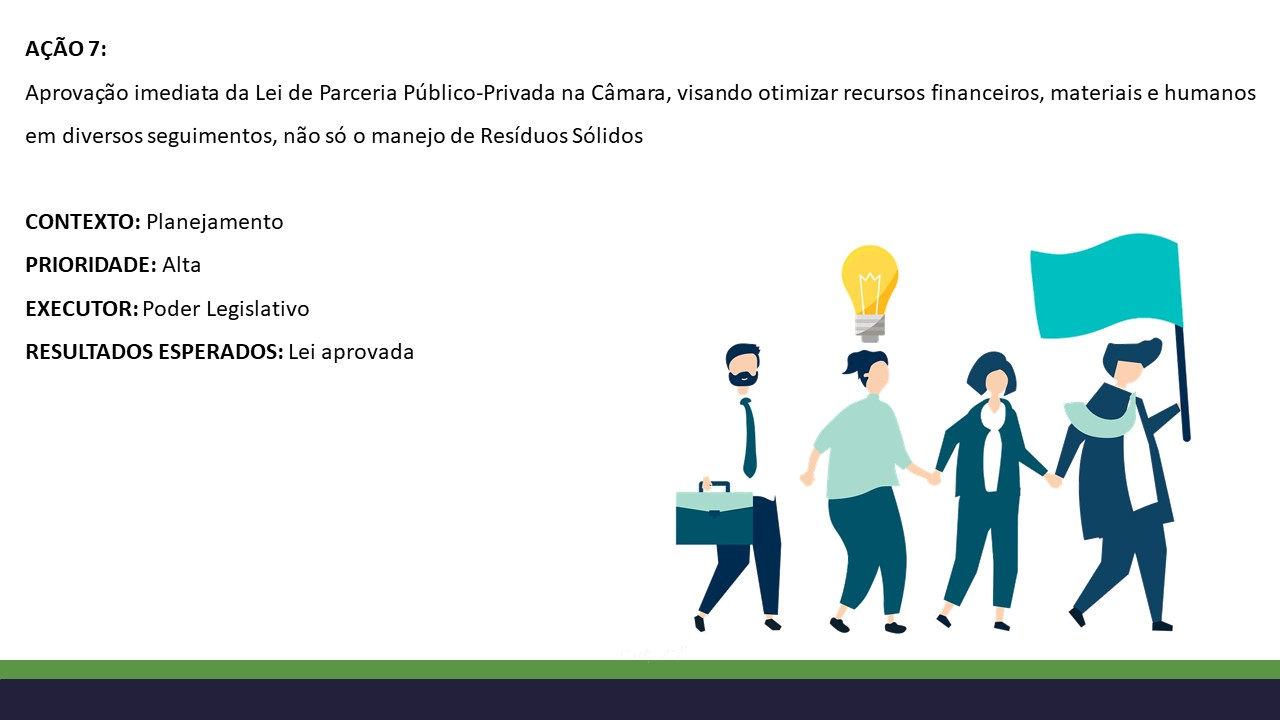 AÇÃO 7:
Aprovação imediata da Lei de Parceria Público-Privada na Câmara, visando otimizar recursos financeiros, materiais e humanos
em diversos seguimentos, não só o manejo de Resíduos Sólidos
CONTEXTO: Planejamento
PRIORIDADE: Alta
EXECUTOR: Poder Legislativo
RESULTADOS ESPERADOS: Lei aprovada